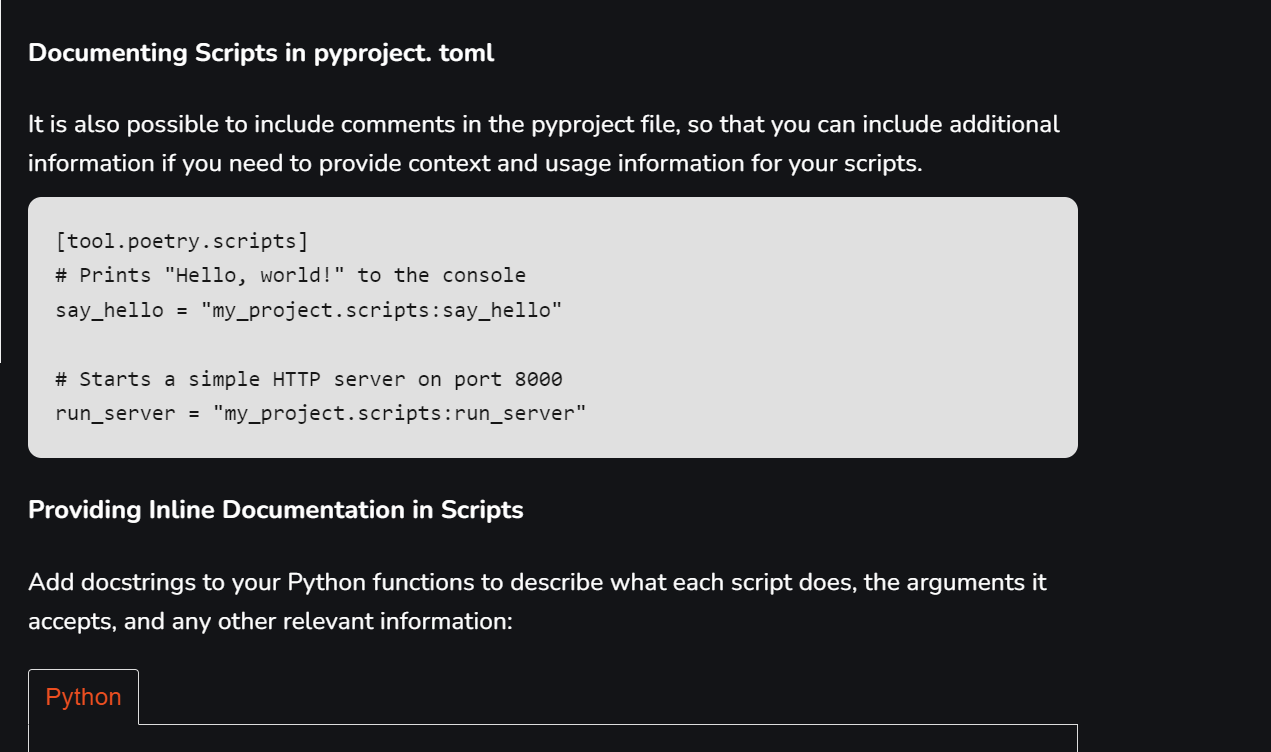 Documenting Scripts in pyproject. toml
It is also possible to include comments in the pyproject file, so that you can include additional
information if you need to provide context and usage information for your scripts.
[tool.poetry.scripts]
# Prints "Hello, world!" to the console
say_hello = "my_project.scripts:say_hello"
# Starts a simple HTTP server on port 8000
run_server = "my_project.scripts:run_server"
Providing Inline Documentation in Scripts
Add docstrings to your Python functions to describe what each script does, the arguments it
accepts, and any other relevant information:
Python